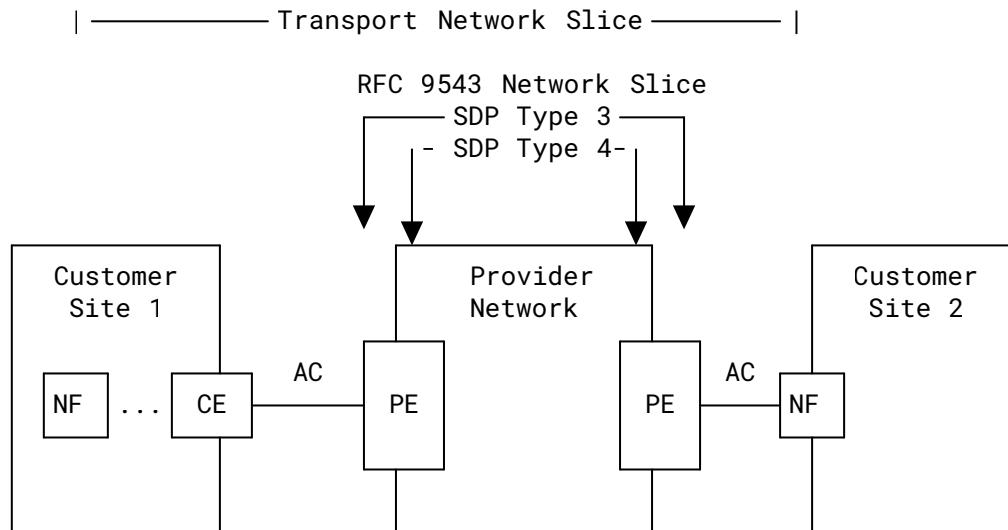 Transport Network Slice
RFC 9543 Network Slice
SDP Type 3
SDP Type 4
Customer Site 1
Provider Network
Customer Site 2
AC
AC
NF ... CE
PE
PE
NF